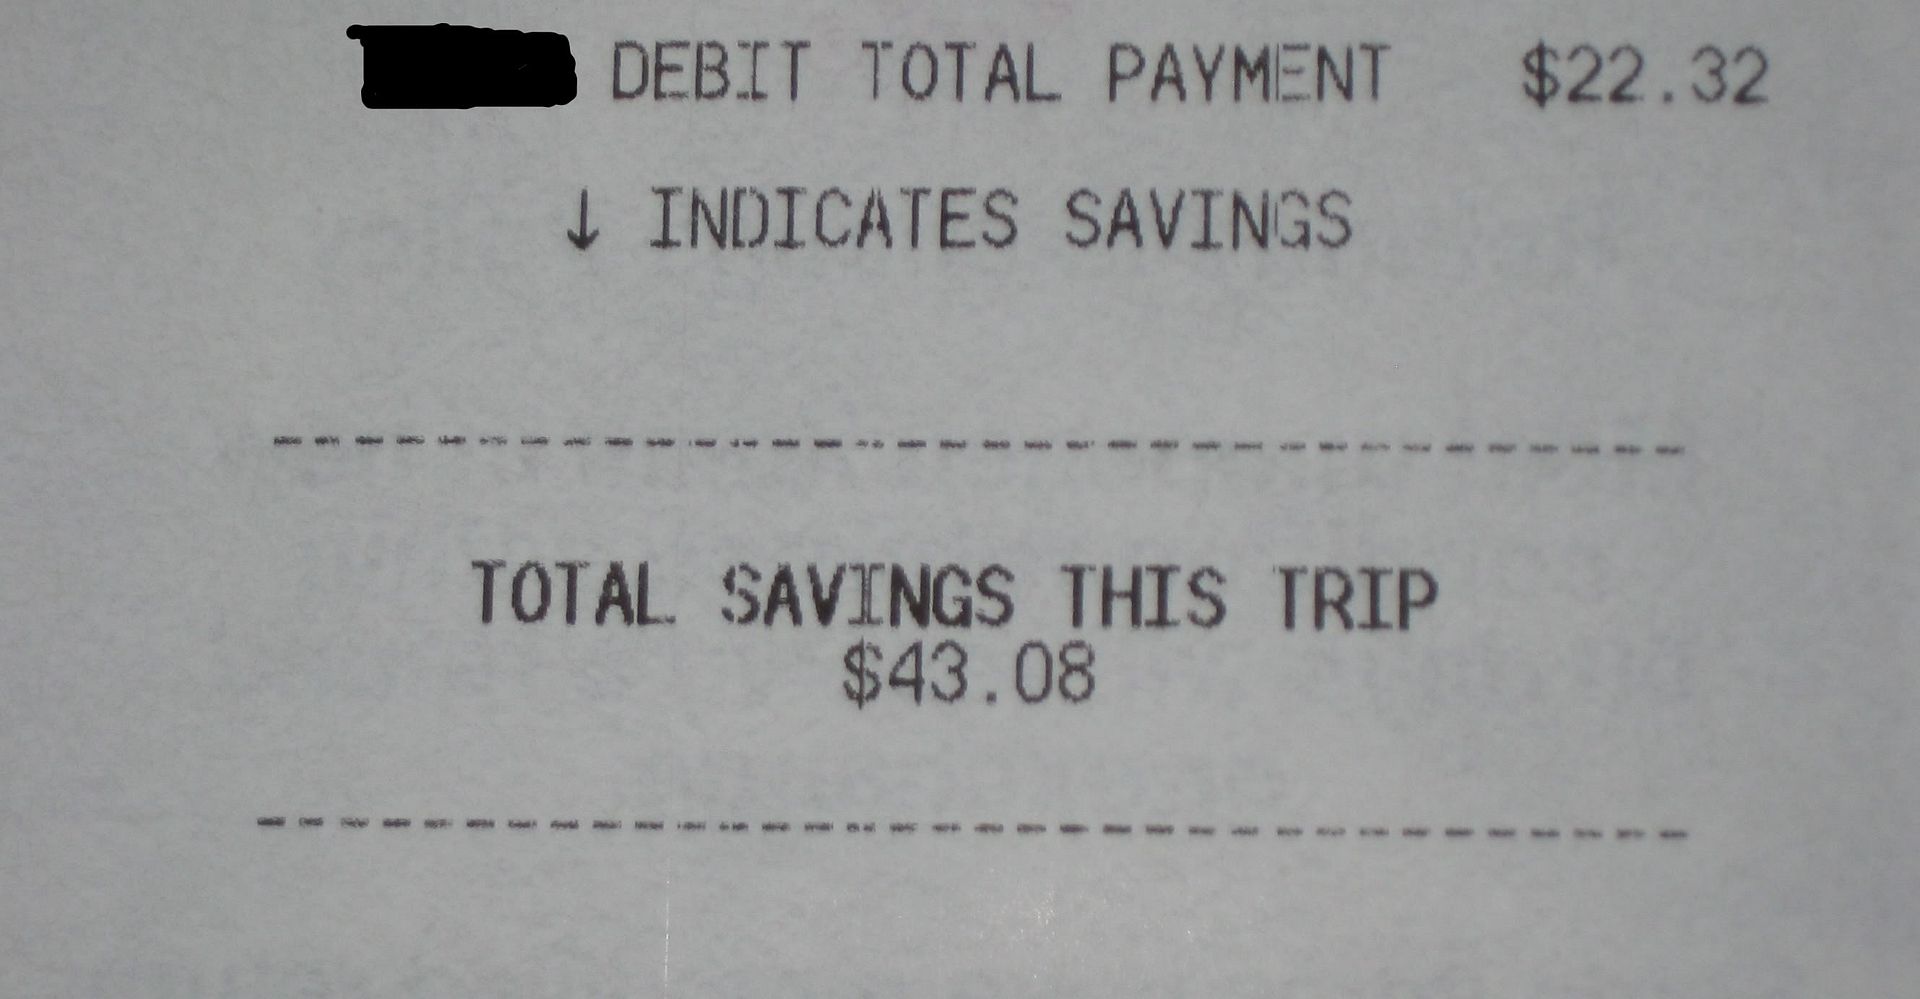 DEBIT TOTAL PAYMENT $22.32
↓ INDICATES SAVINGS
--------------------------------
TOTAL SAVINGS THIS TRIP
$43.08
--------------------------------